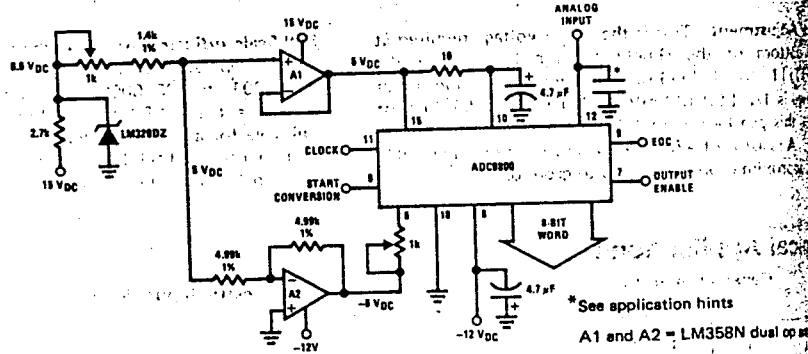 ANALOG
INPUT
15 VDC
1.4k
1%
1k
A1
5 VDC
10
4.7 µF
*
LM329DZ
2.7k
15 VDC
15
10
12
CLOCK
11
ADC0800
9
EOC
START
CONVERSION
6
7
OUTPUT
ENABLE
5 VDC
18
8-BIT
WORD
4.99k
1%
4.99k
1%
1k
A2
-5 VDC
-12V
4.7 µF
-12 VDC
*See application hints
A1 and A2 = LM358N dual op